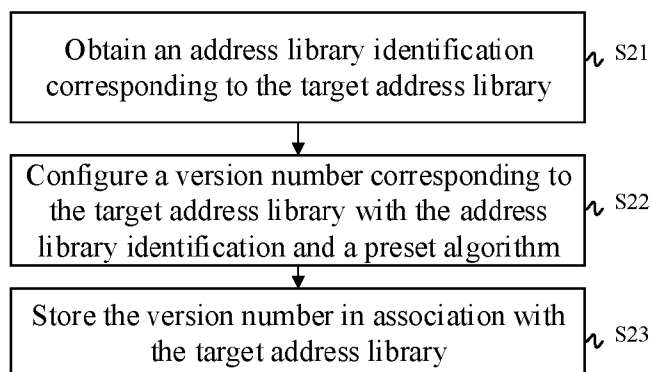 Obtain an address library identification
corresponding to the target address library
S21
Configure a version number corresponding to
the target address library with the address
library identification and a preset algorithm
S22
Store the version number in association with
the target address library
S23